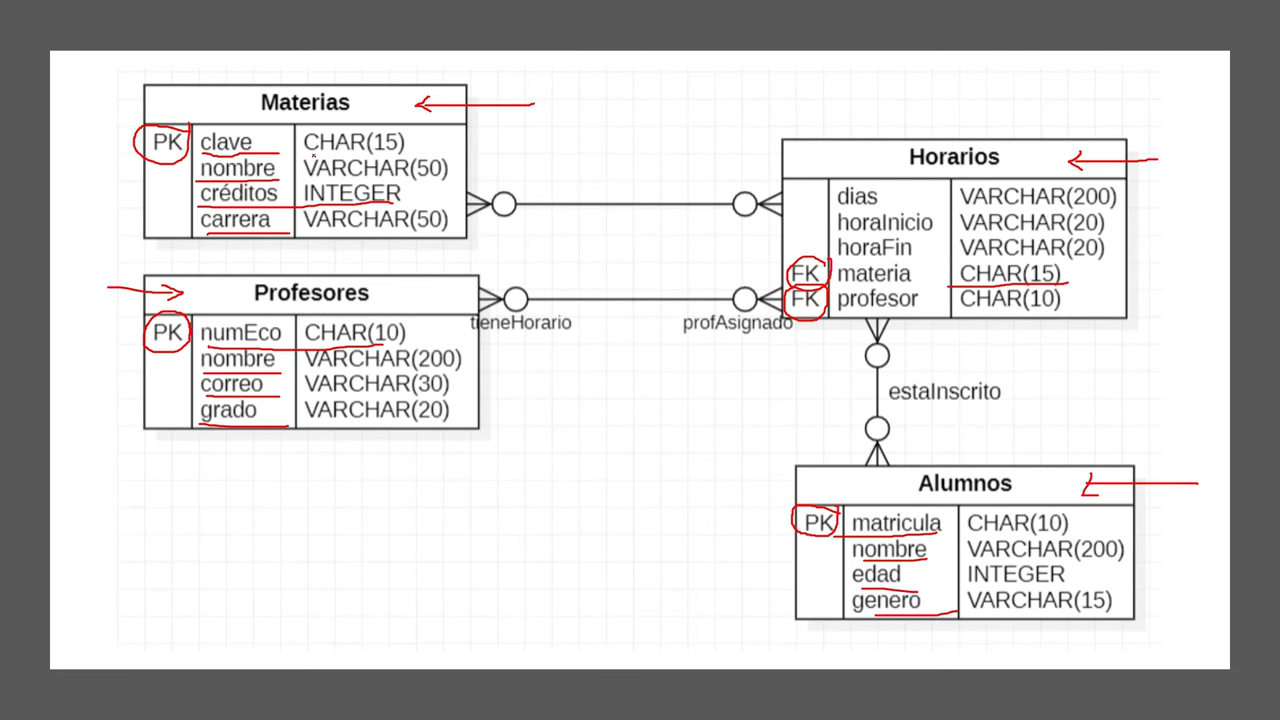 Materias
PK clave CHAR(15)
nombre VARCHAR(50)
créditos INTEGER
carrera VARCHAR(50)
Profesores
PK numEco CHAR(10)
nombre VARCHAR(200)
correo VARCHAR(30)
grado VARCHAR(20)
tieneHorario
profAsignado
Horarios
dias VARCHAR(200)
horaInicio VARCHAR(20)
horaFin VARCHAR(20)
FK materia CHAR(15)
FK profesor CHAR(10)
estaInscrito
Alumnos
PK matricula CHAR(10)
nombre VARCHAR(200)
edad INTEGER
genero VARCHAR(15)